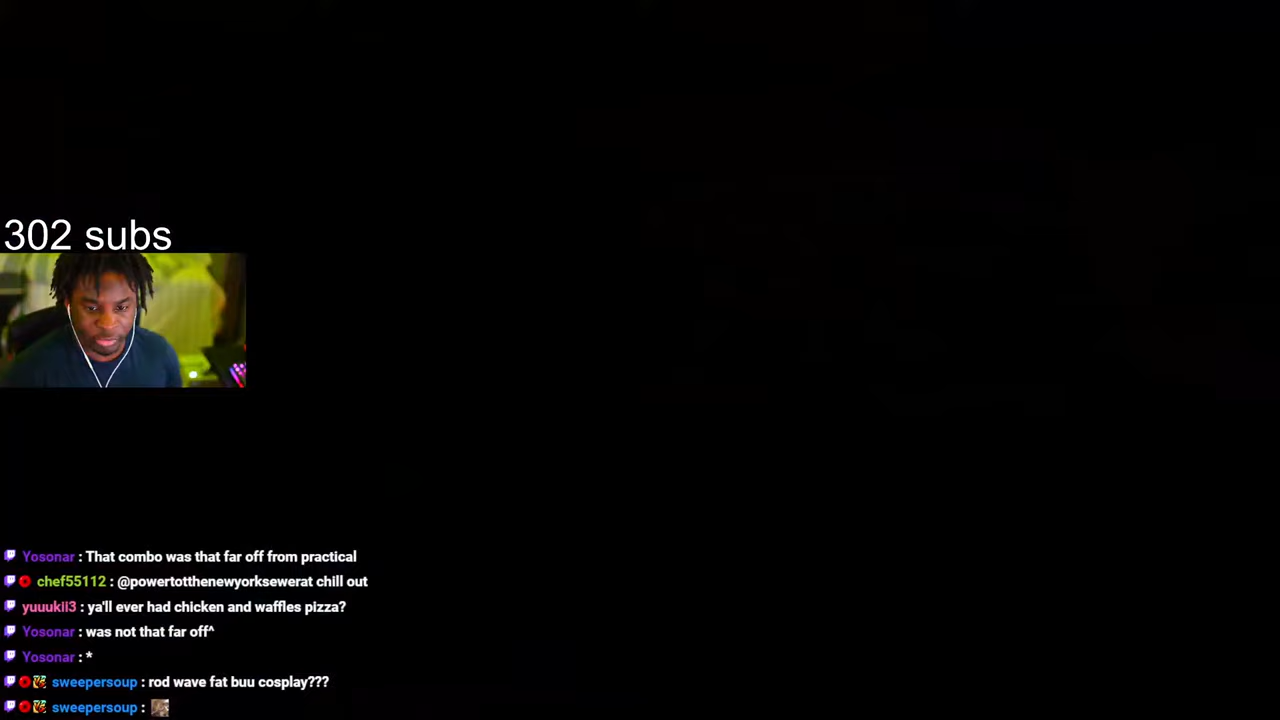 302 subs
Yosonar : That combo was that far off from practical
chef55112 : @powertotthenewyorksewerat chill out
yuuukii3 : ya'll ever had chicken and waffles pizza?
Yosonar : was not that far off^
Yosonar : *
sweepersoup : rod wave fat buu cosplay???
sweepersoup :